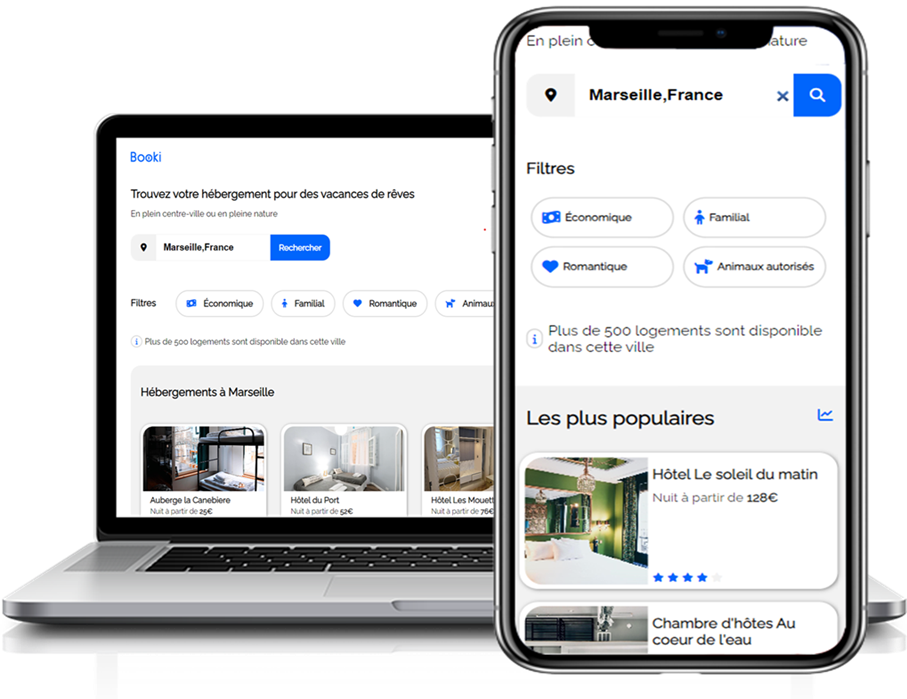 Booki
Trouvez votre hébergement pour des vacances de rêves
En plein centre-ville ou en pleine nature
Marseille,France
Rechercher
Filtres
Économique
Familial
Romantique
Plus de 500 logements sont disponible dans cette ville
Hébergements à Marseille
Auberge la Canebiere
Nuit à partir de 25€
Hôtel du Port
Nuit à partir de 52€
Hôtel Les
Nuit à partir de 76€
En plein
Marseille,France
Filtres
Économique
Familial
Romantique
Animaux autorisés
Plus de 500 logements sont disponible
dans cette ville
Les plus populaires
Hôtel Le soleil du matin
Nuit à partir de 128€
Chambre d'hôtes Au
coeur de l'eau